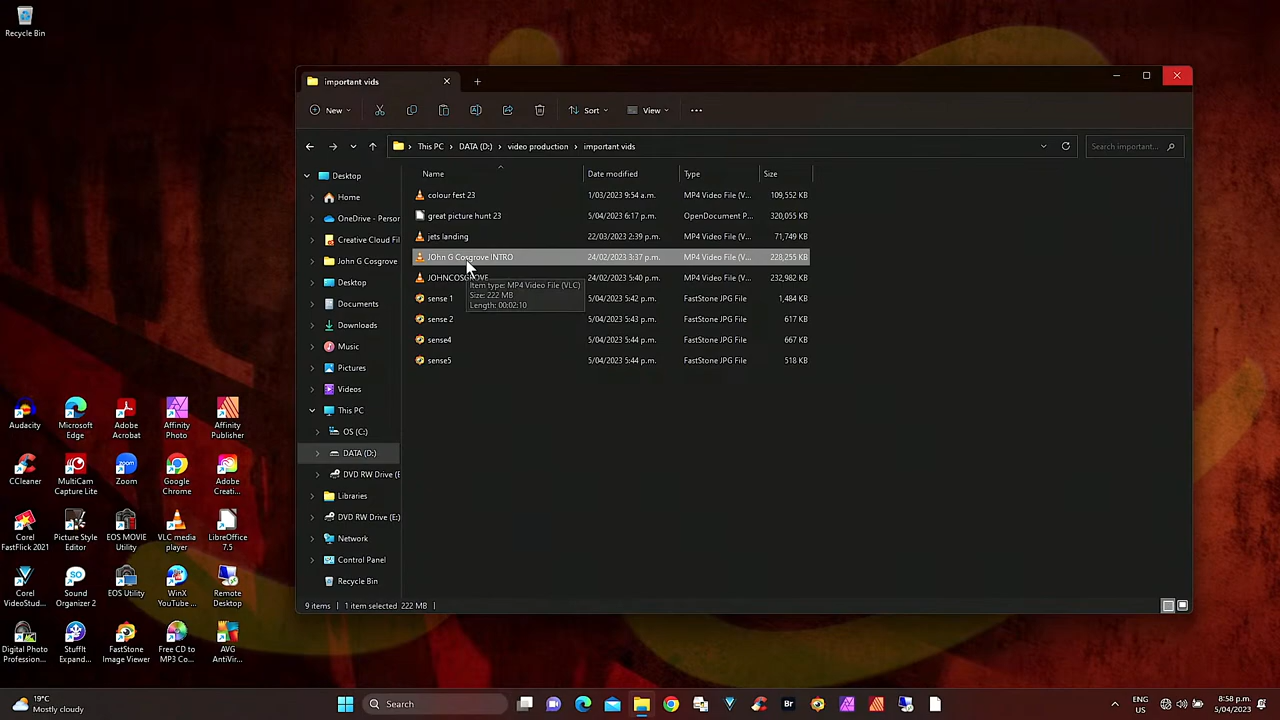 Recycle Bin
important vids
New
Sort
View
This PC > DATA (D:) > video production > important vids
Search important...
Name Date modified Type Size
colour fest 23 1/03/2023 9:54 a.m. MP4 Video File (V... 109,552 KB
great picture hunt 23 5/04/2023 6:17 p.m. OpenDocument P... 320,055 KB
jets landing 22/03/2023 2:39 p.m. MP4 Video File (V... 71,749 KB
JOhn G Cosgrove INTRO 24/02/2023 3:37 p.m. MP4 Video File (V... 228,255 KB
JOHNCOSGROVE 24/02/2023 5:40 p.m. MP4 Video File (V... 232,982 KB
Item type: MP4 Video File (VLC)
Size: 222 MB
Length: 00:02:10
sense 1 5/04/2023 5:42 p.m. FastStone JPG File 1,484 KB
sense 2 5/04/2023 5:43 p.m. FastStone JPG File 617 KB
sense4 5/04/2023 5:44 p.m. FastStone JPG File 667 KB
sense5 5/04/2023 5:44 p.m. FastStone JPG File 518 KB
Desktop
Home
OneDrive - Person
Creative Cloud Fil
John G Cosgrove
Desktop
Documents
Downloads
Music
Pictures
Videos
This PC
OS (C:)
DATA (D:)
DVD RW Drive (E
Libraries
DVD RW Drive (E:)
Network
Control Panel
Recycle Bin
9 items 1 item selected 222 MB
Audacity
Microsoft Edge
Adobe Acrobat
Affinity Photo
Affinity Publisher
CCleaner
MultiCam Capture Lite
Zoom
Google Chrome
Adobe Creati...
Corel FastFlick 2021
Picture Style Editor
EOS MOVIE Utility
VLC media player
LibreOffice 7.5
Corel VideoStud...
Sound Organizer 2
EOS Utility
WinX YouTube ...
Remote Desktop
Digital Photo Profession...
StuffIt Expand...
FastStone Image Viewer
Free CD to MP3 Co...
AVG AntiVir...
19°C
Mostly cloudy
Search
Br
ENG
US
8:58 p.m.
5/04/2023